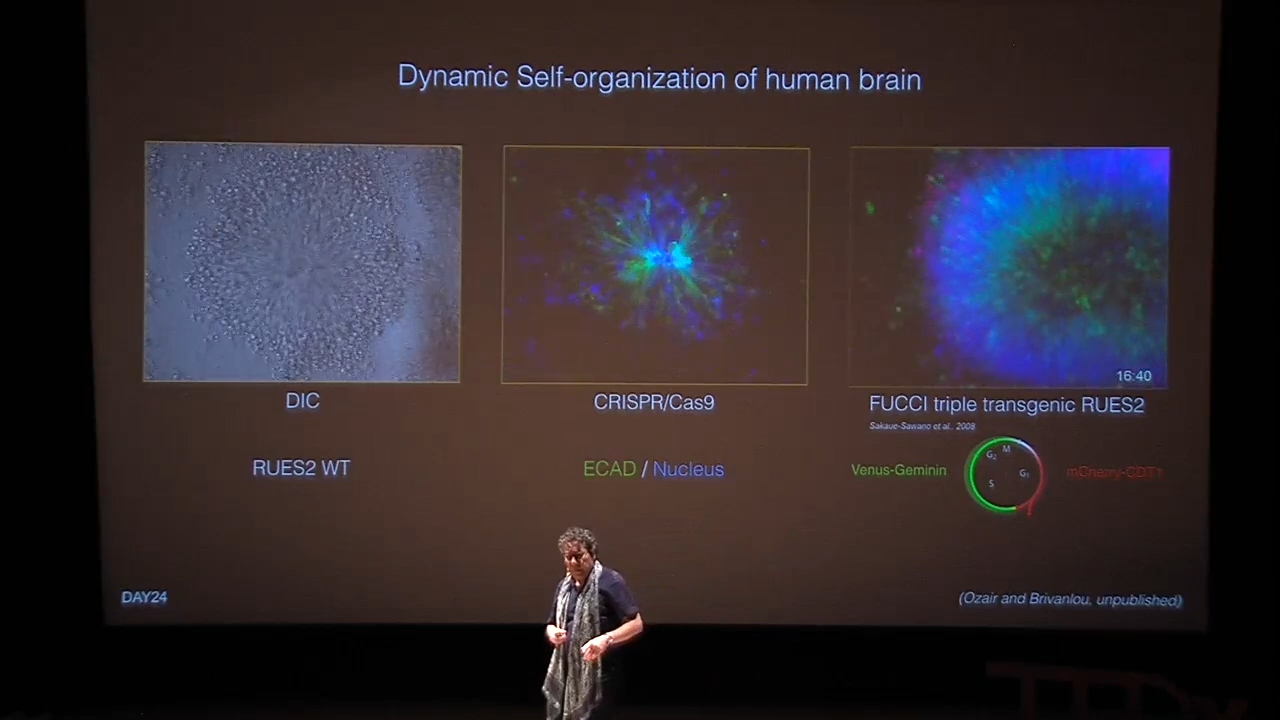 Dynamic Self-organization of human brain
16:40
DIC
CRISPR/Cas9
FUCCI triple transgenic RUES2
Sakaue-Sawano et al., 2008
RUES2 WT
ECAD / Nucleus
Venus-Geminin
G2 M
G1
S
mCherry-CDT1
DAY24
(Ozair and Brivanlou, unpublished)
TEDx